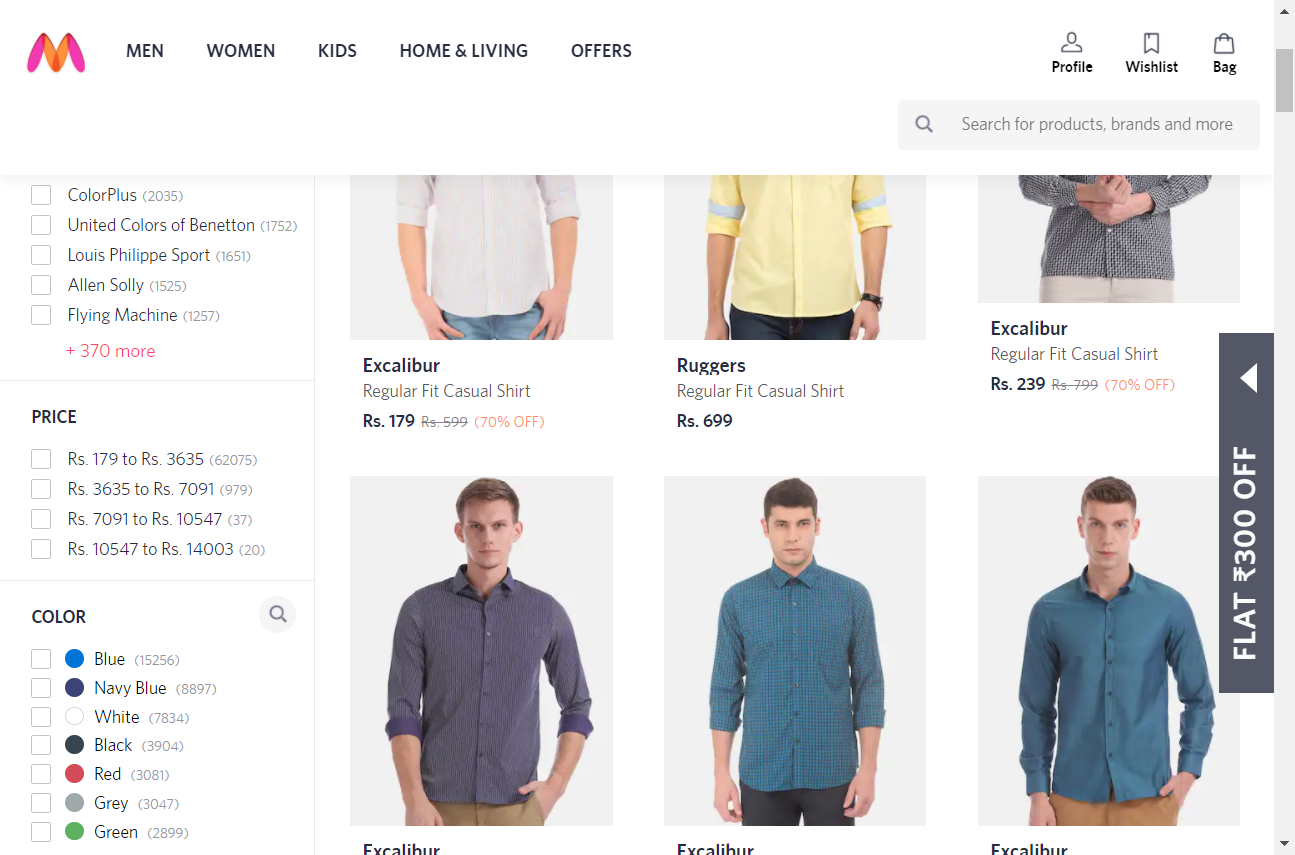 MEN WOMEN KIDS HOME & LIVING OFFERS
Profile Wishlist Bag
Search for products, brands and more
ColorPlus (2035)
United Colors of Benetton (1752)
Louis Philippe Sport (1651)
Allen Solly (1525)
Flying Machine (1257)
+ 370 more
PRICE
Rs. 179 to Rs. 3635 (62075)
Rs. 3635 to Rs. 7091 (979)
Rs. 7091 to Rs. 10547 (37)
Rs. 10547 to Rs. 14003 (20)
COLOR
Blue (15256)
Navy Blue (8897)
White (7834)
Black (3904)
Red (3081)
Grey (3047)
Green (2899)
Excalibur
Regular Fit Casual Shirt
Rs. 179 Rs. 599 (70% OFF)
Ruggers
Regular Fit Casual Shirt
Rs. 699
Excalibur
Regular Fit Casual Shirt
Rs. 239 Rs. 799 (70% OFF)
Excalibur
Excalibur
Excalibur
FLAT ₹300 OFF